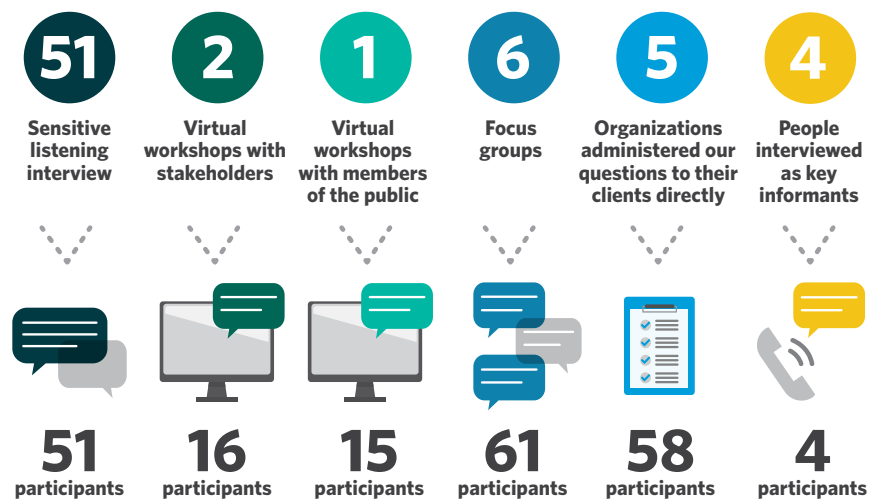 51
Sensitive
listening
interview
51
participants
2
Virtual
workshops with
stakeholders
16
participants
1
Virtual
workshops
with members
of the public
15
participants
6
Focus
groups
61
participants
5
Organizations
administered our
questions to their
clients directly
58
participants
4
People
interviewed
as key
informants
4
participants